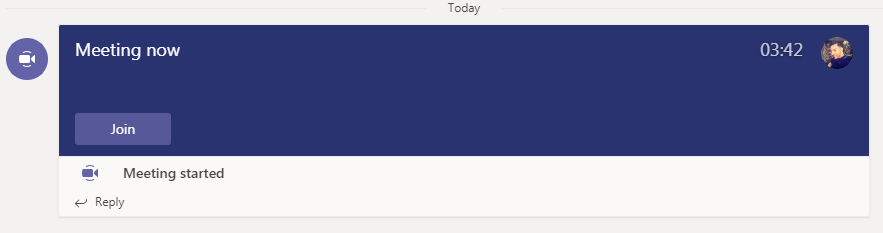 Today
Meeting now 03:42
Join
Meeting started
Reply